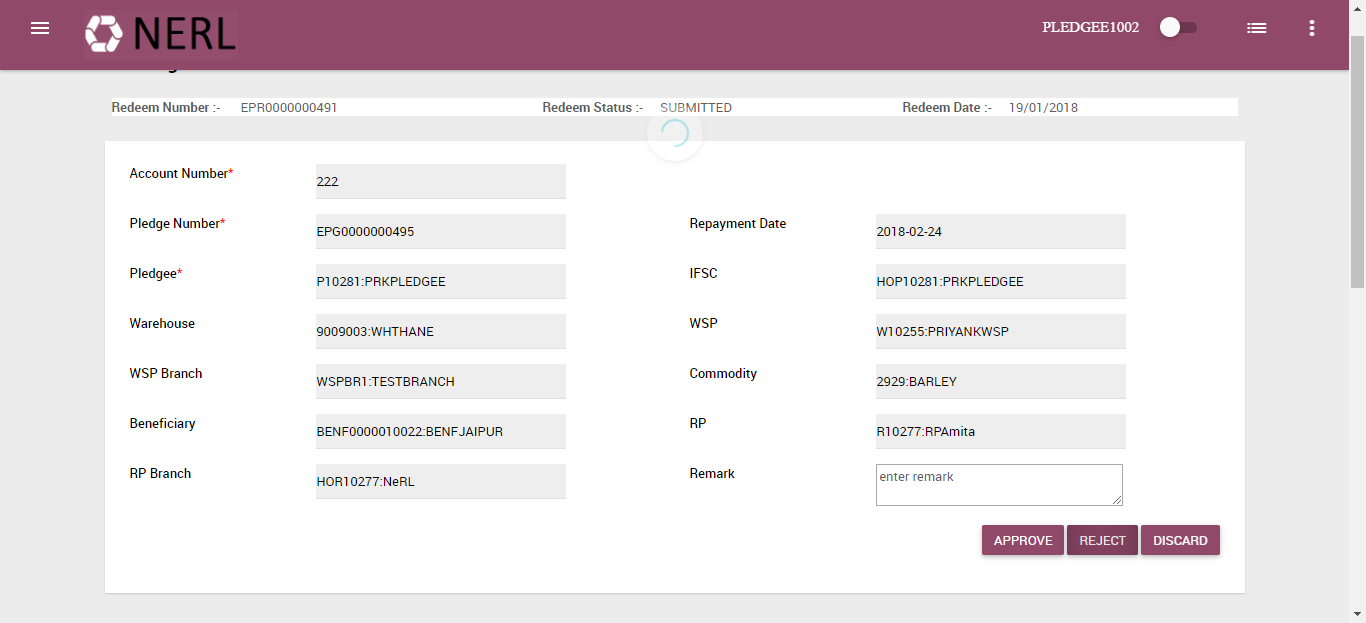 NERL
PLEDGEE1002
Redeem Number :- EPR0000000491 Redeem Status :- SUBMITTED Redeem Date :- 19/01/2018
Account Number* 222
Pledge Number* EPG0000000495 Repayment Date 2018-02-24
Pledgee* P10281:PRKPLEDGEE IFSC HOP10281:PRKPLEDGEE
Warehouse 9009003:WHTHANE WSP W10255:PRIYANKWSP
WSP Branch WSPBR1:TESTBRANCH Commodity 2929:BARLEY
Beneficiary BENF0000010022:BENFJAIPUR RP R10277:RPAmita
RP Branch HOR10277:NeRL Remark enter remark
APPROVE REJECT DISCARD